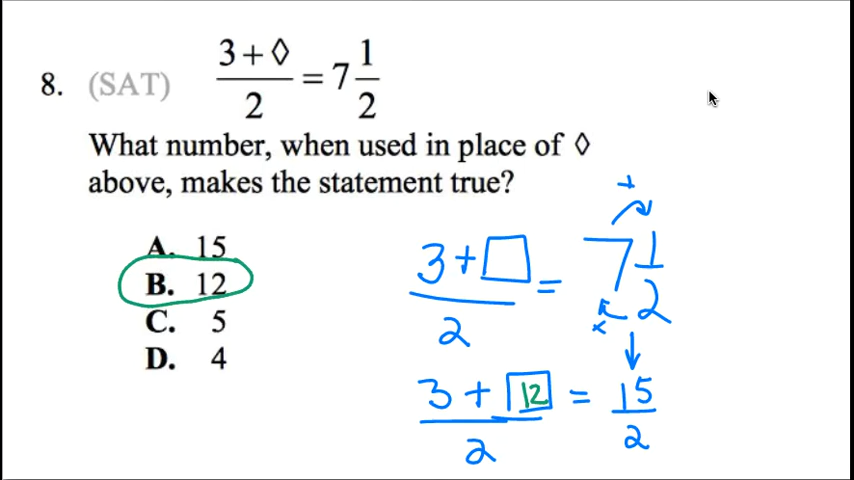 8. (SAT) (3 + ◊)/2 = 7 1/2
What number, when used in place of ◊
above, makes the statement true?
A. 15
B. 12
C. 5
D. 4
+
(3 + □)/2 = 7 1/2
×
(3 + 12)/2 = 15/2